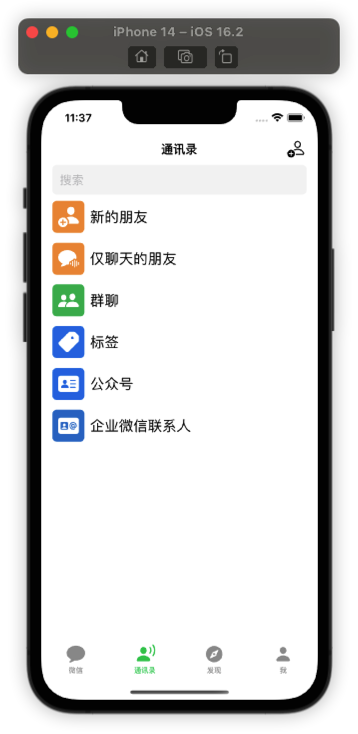 iPhone 14 – iOS 16.2
11:37
通讯录
搜索
新的朋友
仅聊天的朋友
群聊
标签
公众号
企业微信联系人
微信
通讯录
发现
我